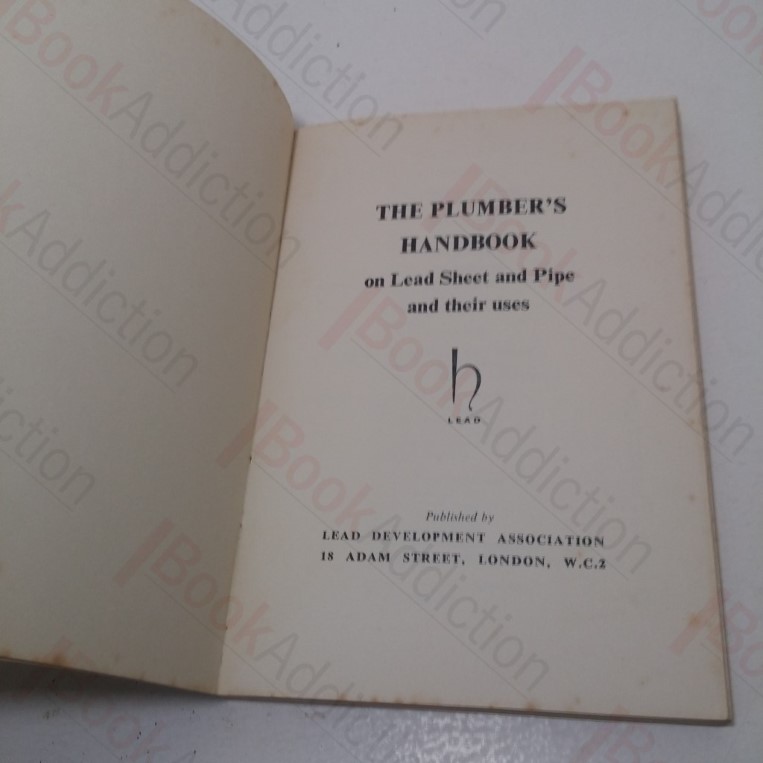 THE PLUMBER'S
HANDBOOK
on Lead Sheet and Pipe
and their uses
LEAD
Published by
LEAD DEVELOPMENT ASSOCIATION
18 ADAM STREET, LONDON, W.C.2
BookAddiction